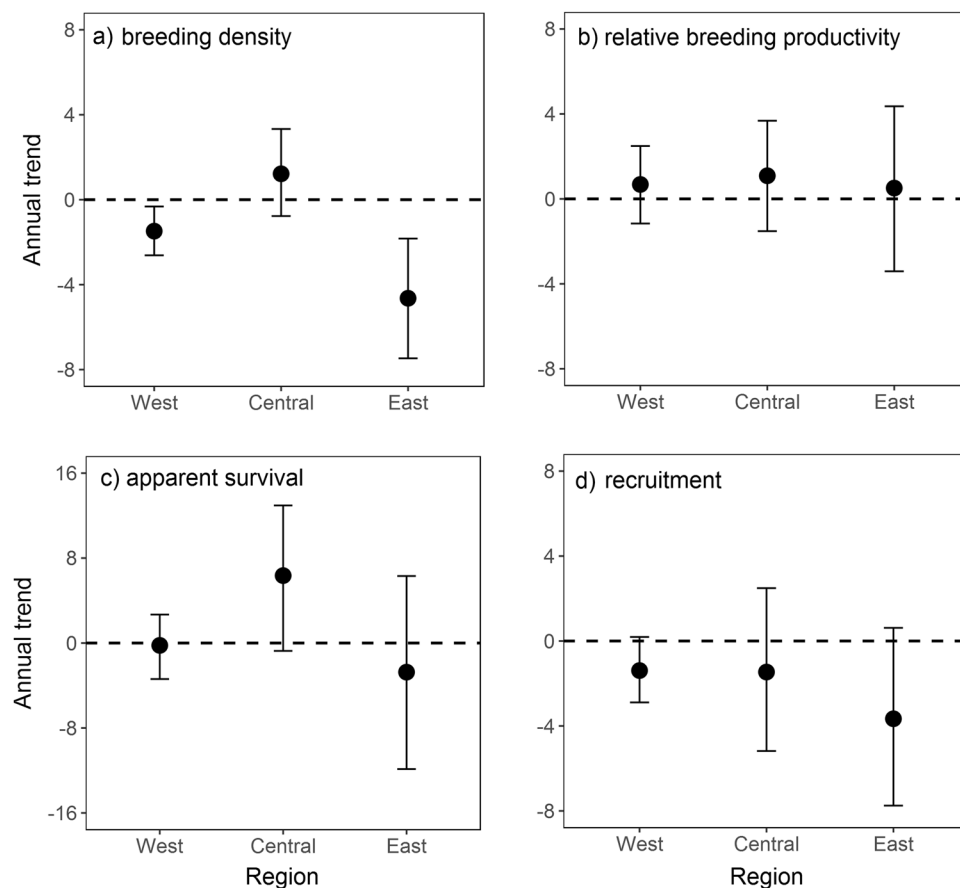 a) breeding density
8
4
0
-4
-8
Annual trend
West Central East
b) relative breeding productivity
8
4
0
-4
-8
West Central East
c) apparent survival
16
8
0
-8
-16
Annual trend
West Central East
Region
d) recruitment
8
4
0
-4
-8
West Central East
Region